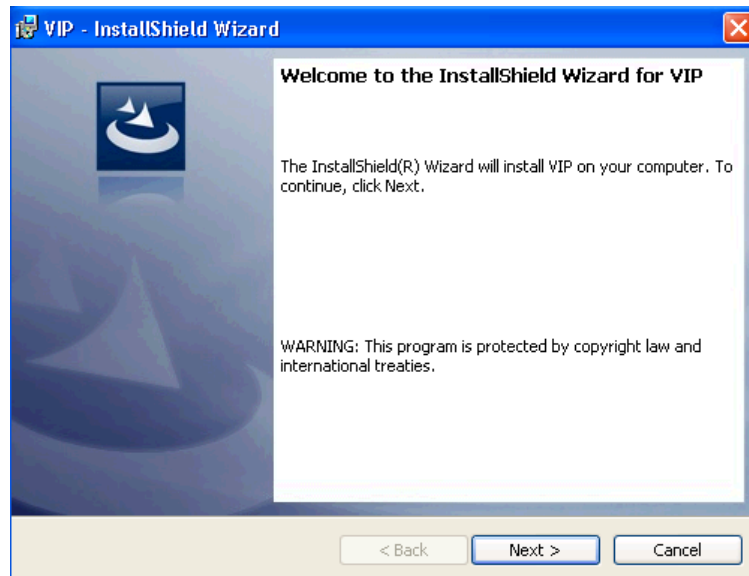 VIP - InstallShield Wizard
Welcome to the InstallShield Wizard for VIP
The InstallShield(R) Wizard will install VIP on your computer. To
continue, click Next.
WARNING: This program is protected by copyright law and
international treaties.
< Back
Next >
Cancel